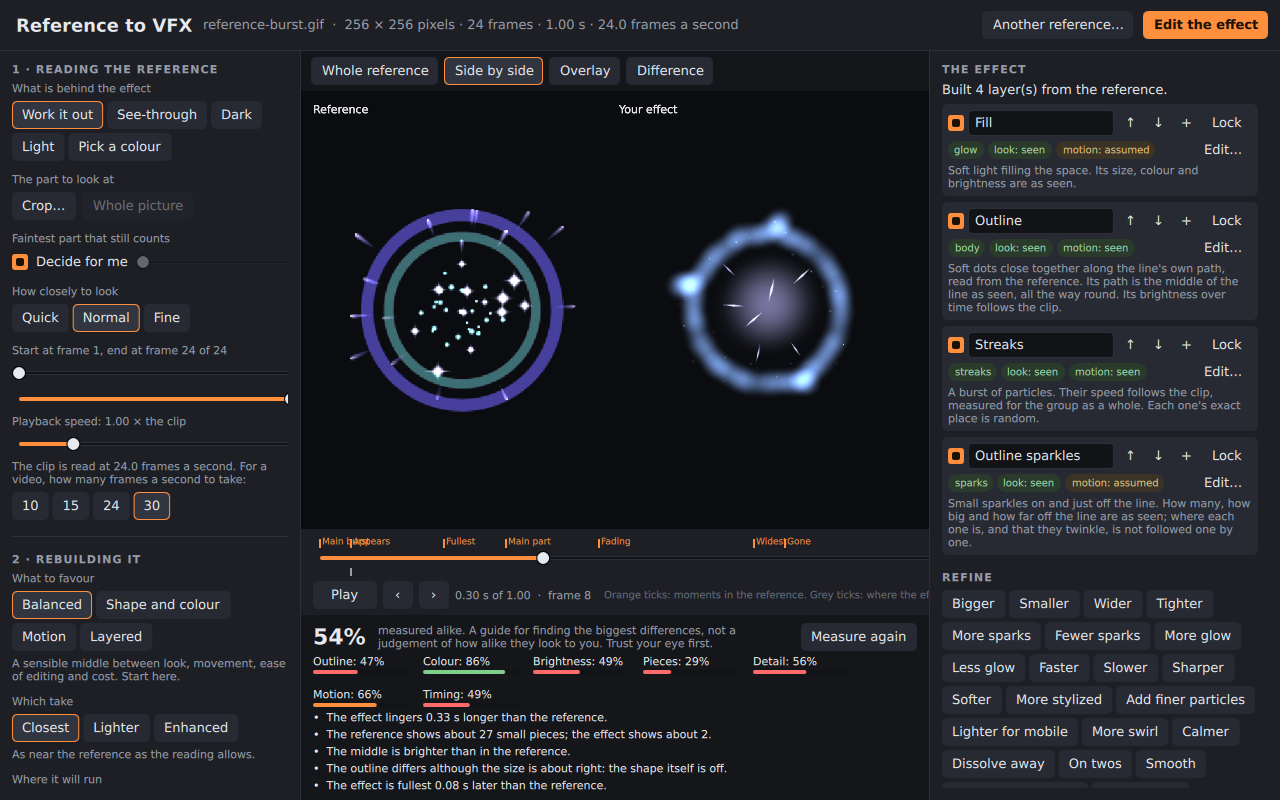 Reference to VFX reference-burst.gif · 256 × 256 pixels · 24 frames · 1.00 s · 24.0 frames a second
Another reference… Edit the effect
1 · READING THE REFERENCE
What is behind the effect
Work it out See-through Dark
Light Pick a colour
The part to look at
Crop… Whole picture
Faintest part that still counts
Decide for me
How closely to look
Quick Normal Fine
Start at frame 1, end at frame 24 of 24
Playback speed: 1.00 × the clip
The clip is read at 24.0 frames a second. For a
video, how many frames a second to take:
10 15 24 30
2 · REBUILDING IT
What to favour
Balanced Shape and colour
Motion Layered
A sensible middle between look, movement, ease
of editing and cost. Start here.
Which take
Closest Lighter Enhanced
As near the reference as the reading allows.
Where it will run
Whole reference Side by side Overlay Difference
Reference Your effect
Appears Fullest Main part Fading Gone
Play ‹ › 0.30 s of 1.00 · frame 8 Orange ticks: moments in the reference. Grey ticks: where the ef
54% measured alike. A guide for finding the biggest differences, not a
judgement of how alike they look to you. Trust your eye first.
Measure again
Outline: 47% Colour: 86% Brightness: 49% Pieces: 29% Detail: 56%
Motion: 66% Timing: 49%
• The effect lingers 0.33 s longer than the reference.
• The reference shows about 27 small pieces; the effect shows about 2.
• The middle is brighter than in the reference.
• The outline differs although the size is about right: the shape itself is off.
• The effect is fullest 0.08 s later than the reference.
THE EFFECT
Built 4 layer(s) from the reference.
Fill ↑ ↓ + Lock
glow look: seen motion: assumed Edit…
Soft light filling the space. Its size, colour and
brightness are as seen.
Outline ↑ ↓ + Lock
body look: seen motion: seen Edit…
Soft dots close together along the line's own path,
read from the reference. Its path is the middle of the
line as seen, all the way round. Its brightness over
time follows the clip.
Streaks ↑ ↓ + Lock
streaks look: seen motion: seen Edit…
A burst of particles. Their speed follows the clip,
measured for the group as a whole. Each one's exact
place is random.
Outline sparkles ↑ ↓ + Lock
sparks look: seen motion: assumed Edit…
Small sparkles on and just off the line. How many, how
big and how far off the line are as seen; where each
one is, and that they twinkle, is not followed one by
one.
REFINE
Bigger Smaller Wider Tighter
More sparks Fewer sparks More glow
Less glow Faster Slower Sharper
Softer More stylized Add finer particles
Lighter for mobile More swirl Calmer
Dissolve away On twos Smooth